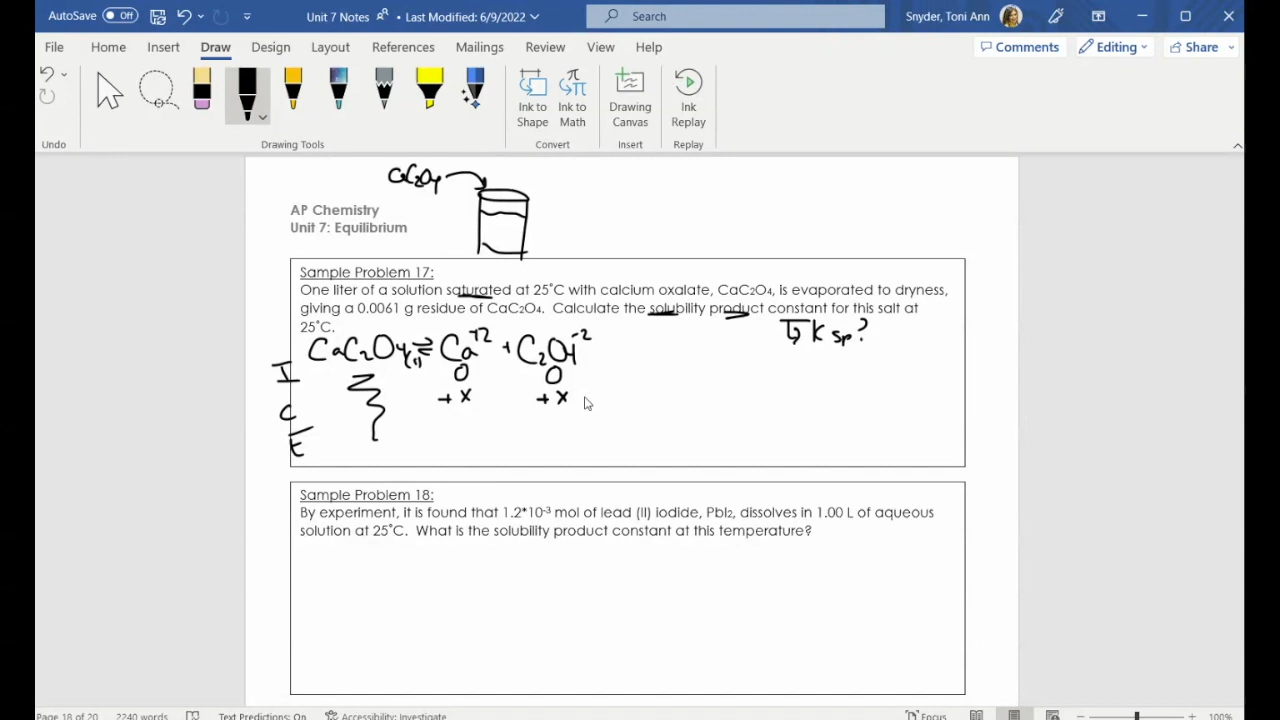 AutoSave Off Unit 7 Notes • Last Modified: 6/9/2022 Search Snyder, Toni Ann
File Home Insert Draw Design Layout References Mailings Review View Help Comments Editing Share
Ink to Shape Ink to Math Drawing Canvas Ink Replay
Undo Drawing Tools Convert Insert Replay
CaC2O4
AP Chemistry
Unit 7: Equilibrium
Sample Problem 17:
One liter of a solution saturated at 25˚C with calcium oxalate, CaC2O4, is evaporated to dryness,
giving a 0.0061 g residue of CaC2O4. Calculate the solubility product constant for this salt at
25˚C.
Ksp?
CaC2O4(s) ⇌ Ca+2 + C2O4-2
I 0 0
C +x +x
E
Sample Problem 18:
By experiment, it is found that 1.2*10-3 mol of lead (II) iodide, PbI2, dissolves in 1.00 L of aqueous
solution at 25˚C. What is the solubility product constant at this temperature?
Page 18 of 20 2240 words Text Predictions: On Accessibility: Investigate Focus 100%